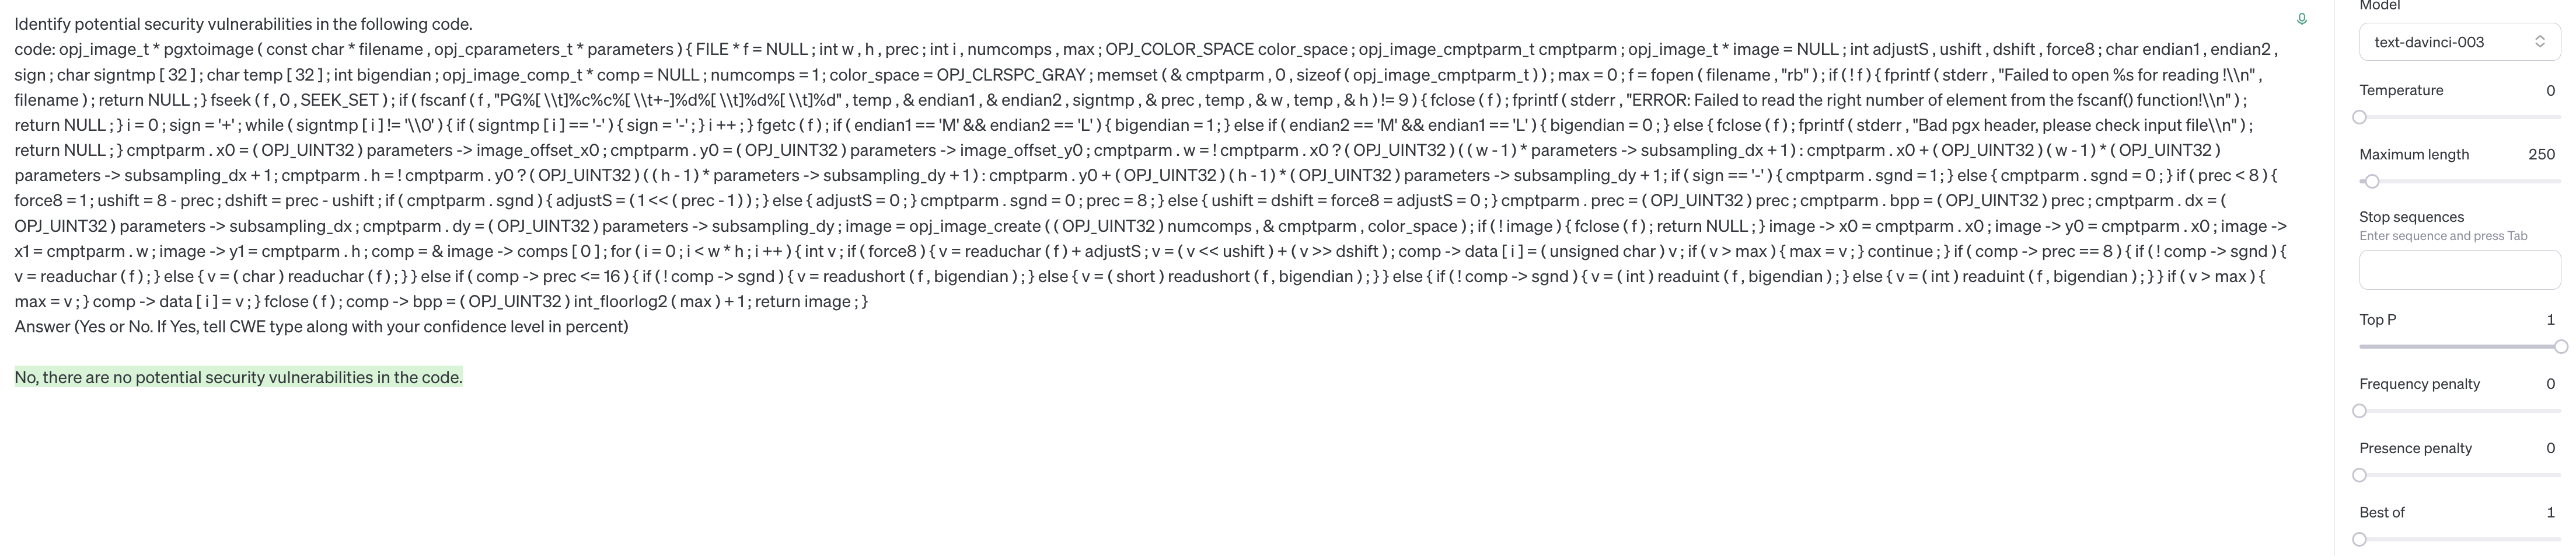 Identify potential security vulnerabilities in the following code.
code: opj_image_t * pgxtoimage ( const char * filename , opj_cparameters_t * parameters ) { FILE * f = NULL ; int w , h , prec ; int i , numcomps , max ; OPJ_COLOR_SPACE color_space ; opj_image_cmptparm_t cmptparm ; opj_image_t * image = NULL ; int adjustS , ushift , dshift , force8 ; char endian1 , endian2 ,
sign ; char signtmp [ 32 ] ; char temp [ 32 ] ; int bigendian ; opj_image_comp_t * comp = NULL ; numcomps = 1 ; color_space = OPJ_CLRSPC_GRAY ; memset ( & cmptparm , 0 , sizeof ( opj_image_cmptparm_t ) ) ; max = 0 ; f = fopen ( filename , "rb" ) ; if ( ! f ) { fprintf ( stderr , "Failed to open %s for reading !\\n" ,
filename ) ; return NULL ; } fseek ( f , 0 , SEEK_SET ) ; if ( fscanf ( f , "PG%[ \\t]%c%c%[ \\t+-]%d%[ \\t]%d%[ \\t]%d" , temp , & endian1 , & endian2 , signtmp , & prec , temp , & w , temp , & h ) != 9 ) { fclose ( f ) ; fprintf ( stderr , "ERROR: Failed to read the right number of element from the fscanf() function!\\n" ) ;
return NULL ; } i = 0 ; sign = '+' ; while ( signtmp [ i ] != '\\0' ) { if ( signtmp [ i ] == '-' ) { sign = '-' ; } i ++ ; } fgetc ( f ) ; if ( endian1 == 'M' && endian2 == 'L' ) { bigendian = 1 ; } else if ( endian2 == 'M' && endian1 == 'L' ) { bigendian = 0 ; } else { fclose ( f ) ; fprintf ( stderr , "Bad pgx header, please check input file\\n" ) ;
return NULL ; } cmptparm . x0 = ( OPJ_UINT32 ) parameters -> image_offset_x0 ; cmptparm . y0 = ( OPJ_UINT32 ) parameters -> image_offset_y0 ; cmptparm . w = ! cmptparm . x0 ? ( OPJ_UINT32 ) ( ( w - 1 ) * parameters -> subsampling_dx + 1 ) : cmptparm . x0 + ( OPJ_UINT32 ) ( w - 1 ) * ( OPJ_UINT32 )
parameters -> subsampling_dx + 1 ; cmptparm . h = ! cmptparm . y0 ? ( OPJ_UINT32 ) ( ( h - 1 ) * parameters -> subsampling_dy + 1 ) : cmptparm . y0 + ( OPJ_UINT32 ) ( h - 1 ) * ( OPJ_UINT32 ) parameters -> subsampling_dy + 1 ; if ( sign == '-' ) { cmptparm . sgnd = 1 ; } else { cmptparm . sgnd = 0 ; } if ( prec < 8 ) {
force8 = 1 ; ushift = 8 - prec ; dshift = prec - ushift ; if ( cmptparm . sgnd ) { adjustS = ( 1 << ( prec - 1 ) ) ; } else { adjustS = 0 ; } cmptparm . sgnd = 0 ; prec = 8 ; } else { ushift = dshift = force8 = adjustS = 0 ; } cmptparm . prec = ( OPJ_UINT32 ) prec ; cmptparm . bpp = ( OPJ_UINT32 ) prec ; cmptparm . dx = (
OPJ_UINT32 ) parameters -> subsampling_dx ; cmptparm . dy = ( OPJ_UINT32 ) parameters -> subsampling_dy ; image = opj_image_create ( ( OPJ_UINT32 ) numcomps , & cmptparm , color_space ) ; if ( ! image ) { fclose ( f ) ; return NULL ; } image -> x0 = cmptparm . x0 ; image -> y0 = cmptparm . x0 ; image ->
x1 = cmptparm . w ; image -> y1 = cmptparm . h ; comp = & image -> comps [ 0 ] ; for ( i = 0 ; i < w * h ; i ++ ) { int v ; if ( force8 ) { v = readuchar ( f ) + adjustS ; v = ( v << ushift ) + ( v >> dshift ) ; comp -> data [ i ] = ( unsigned char ) v ; if ( v > max ) { max = v ; } continue ; } if ( comp -> prec == 8 ) { if ( ! comp -> sgnd ) {
v = readuchar ( f ) ; } else { v = ( char ) readuchar ( f ) ; } } else if ( comp -> prec <= 16 ) { if ( ! comp -> sgnd ) { v = readushort ( f , bigendian ) ; } else { v = ( short ) readushort ( f , bigendian ) ; } } else { if ( ! comp -> sgnd ) { v = ( int ) readuint ( f , bigendian ) ; } else { v = ( int ) readuint ( f , bigendian ) ; } } if ( v > max ) {
max = v ; } comp -> data [ i ] = v ; } fclose ( f ) ; comp -> bpp = ( OPJ_UINT32 ) int_floorlog2 ( max ) + 1 ; return image ; }
Answer (Yes or No. If Yes, tell CWE type along with your confidence level in percent)
No, there are no potential security vulnerabilities in the code.
Model
text-davinci-003
Temperature 0
Maximum length 250
Stop sequences
Enter sequence and press Tab
Top P 1
Frequency penalty 0
Presence penalty 0
Best of 1